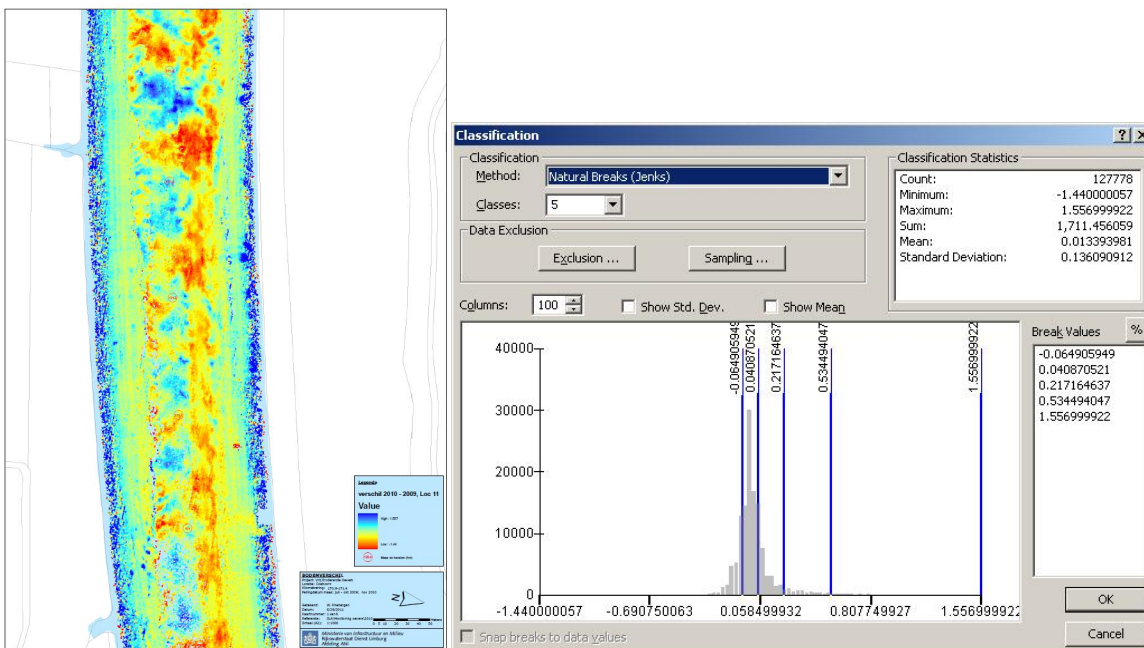 Legenda
verschil 2010 - 2009, Loc 11
Value
High : 1.557
Low : -1.44
BODEMVERSCHIL
N
Ministerie van Infrastructuur en Milieu
Rijkswaterstaat Dienst Limburg
Afdeling ANI
Classification
Classification
Method:
Natural Breaks (Jenks)
Classes:
5
Data Exclusion
Exclusion ...
Sampling ...
Classification Statistics
Count: 127778
Minimum: -1.440000057
Maximum: 1.556999922
Sum: 1,711.456059
Mean: 0.013393981
Standard Deviation: 0.136090912
Columns:
100
Show Std. Dev.
Show Mean
40000
30000
20000
10000
0
-0.064905949
0.040870521
0.217164637
0.534494047
1.556999922
-1.440000057
-0.690750063
0.058499932
0.807749927
1.556999922
Break Values
%
-0.064905949
0.040870521
0.217164637
0.534494047
1.556999922
OK
Cancel
Snap breaks to data values